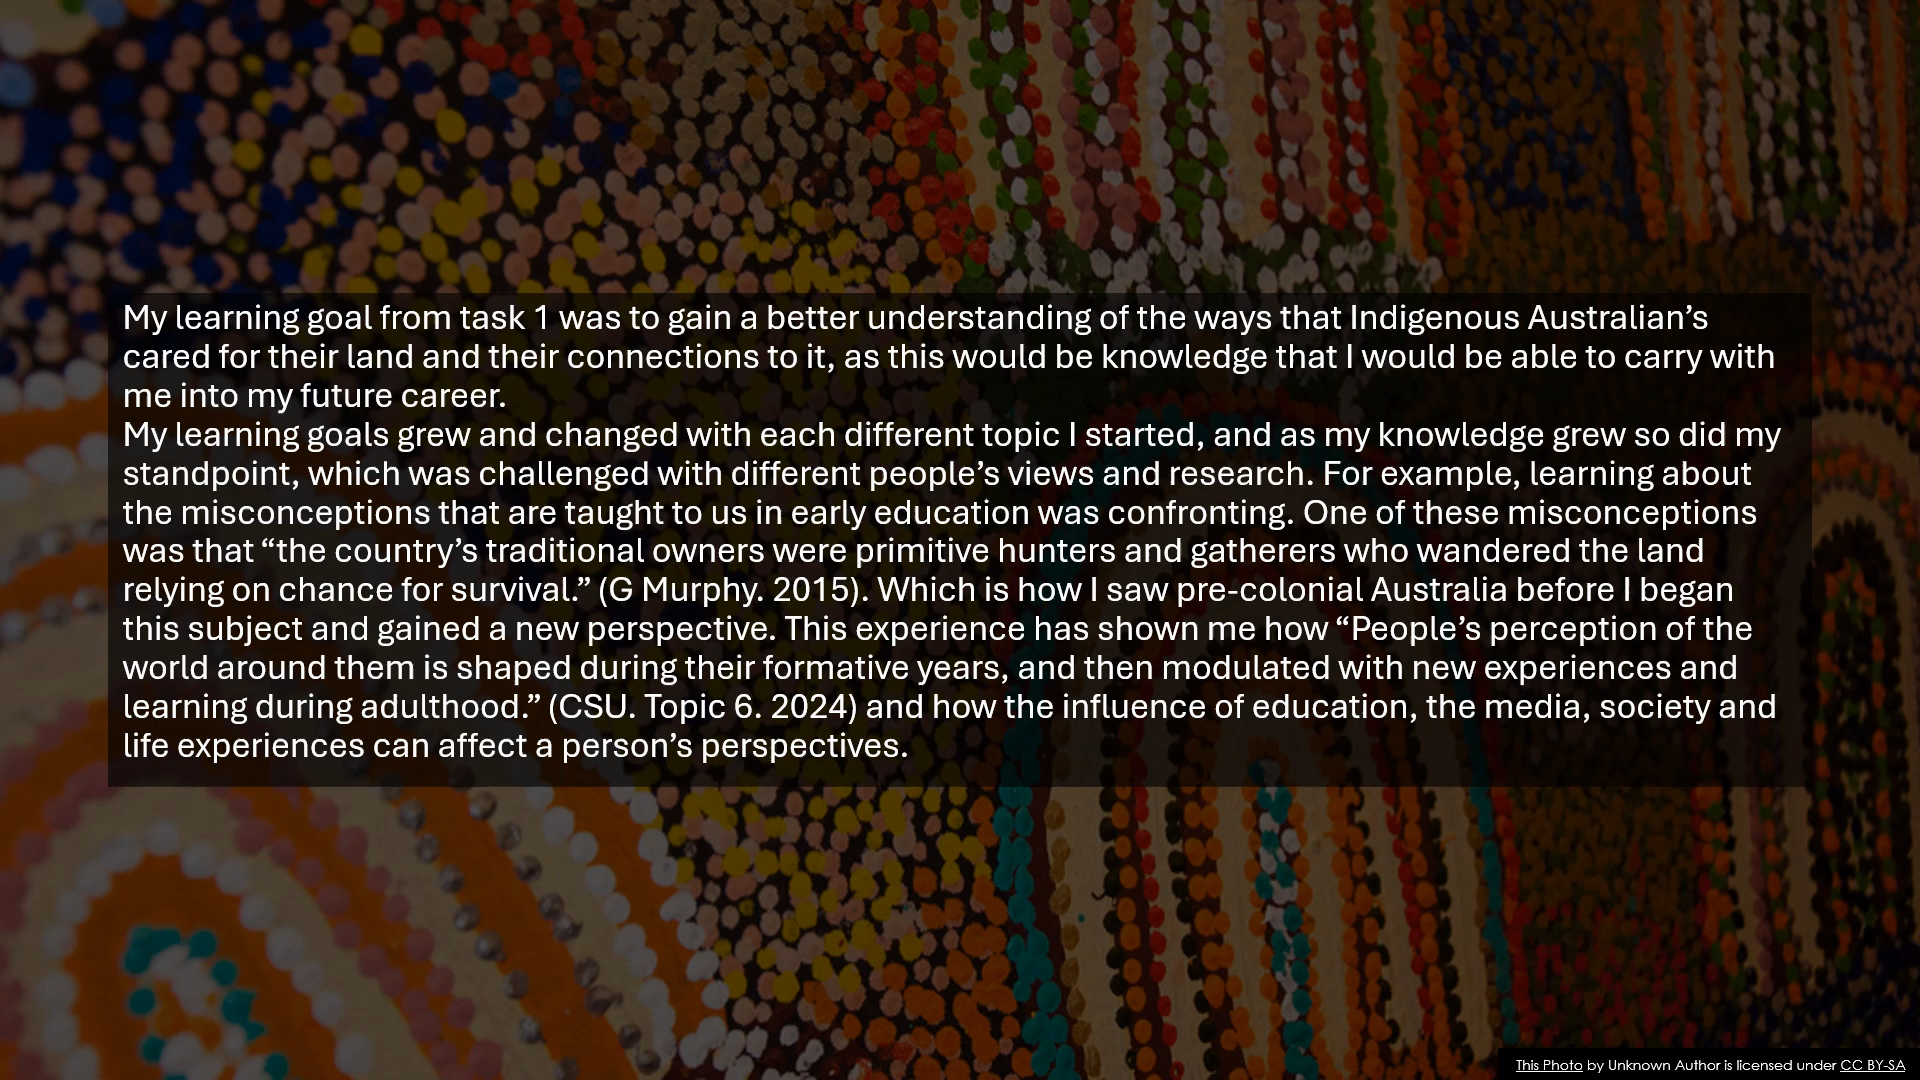 My learning goal from task 1 was to gain a better understanding of the ways that Indigenous Australian’s
cared for their land and their connections to it, as this would be knowledge that I would be able to carry with
me into my future career.
My learning goals grew and changed with each different topic I started, and as my knowledge grew so did my
standpoint, which was challenged with different people’s views and research. For example, learning about
the misconceptions that are taught to us in early education was confronting. One of these misconceptions
was that “the country’s traditional owners were primitive hunters and gatherers who wandered the land
relying on chance for survival.” (G Murphy. 2015). Which is how I saw pre-colonial Australia before I began
this subject and gained a new perspective. This experience has shown me how “People’s perception of the
world around them is shaped during their formative years, and then modulated with new experiences and
learning during adulthood.” (CSU. Topic 6. 2024) and how the influence of education, the media, society and
life experiences can affect a person’s perspectives.
This Photo by Unknown Author is licensed under CC BY-SA